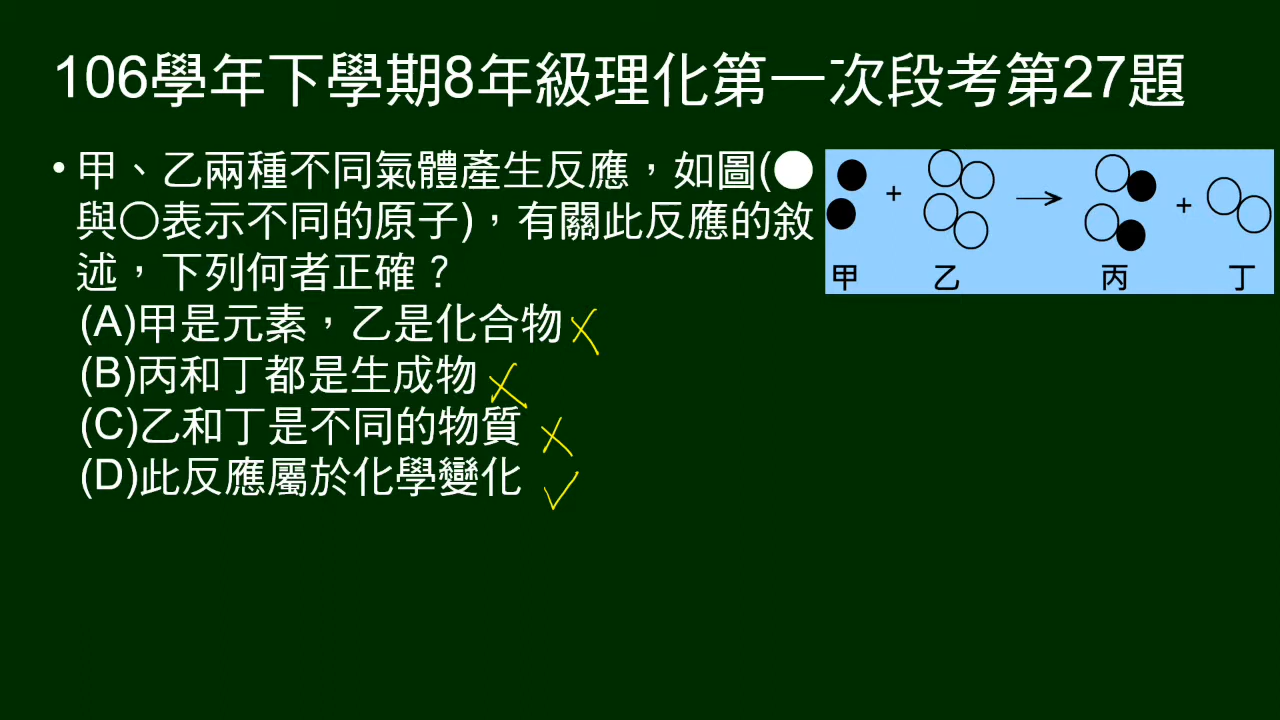 106學年下學期8年級理化第一次段考第27題
• 甲、乙兩種不同氣體產生反應，如圖(●
與○表示不同的原子)，有關此反應的敘
述，下列何者正確？
(A)甲是元素，乙是化合物
(B)丙和丁都是生成物
(C)乙和丁是不同的物質
(D)此反應屬於化學變化
+ → +
甲 乙 丙 丁